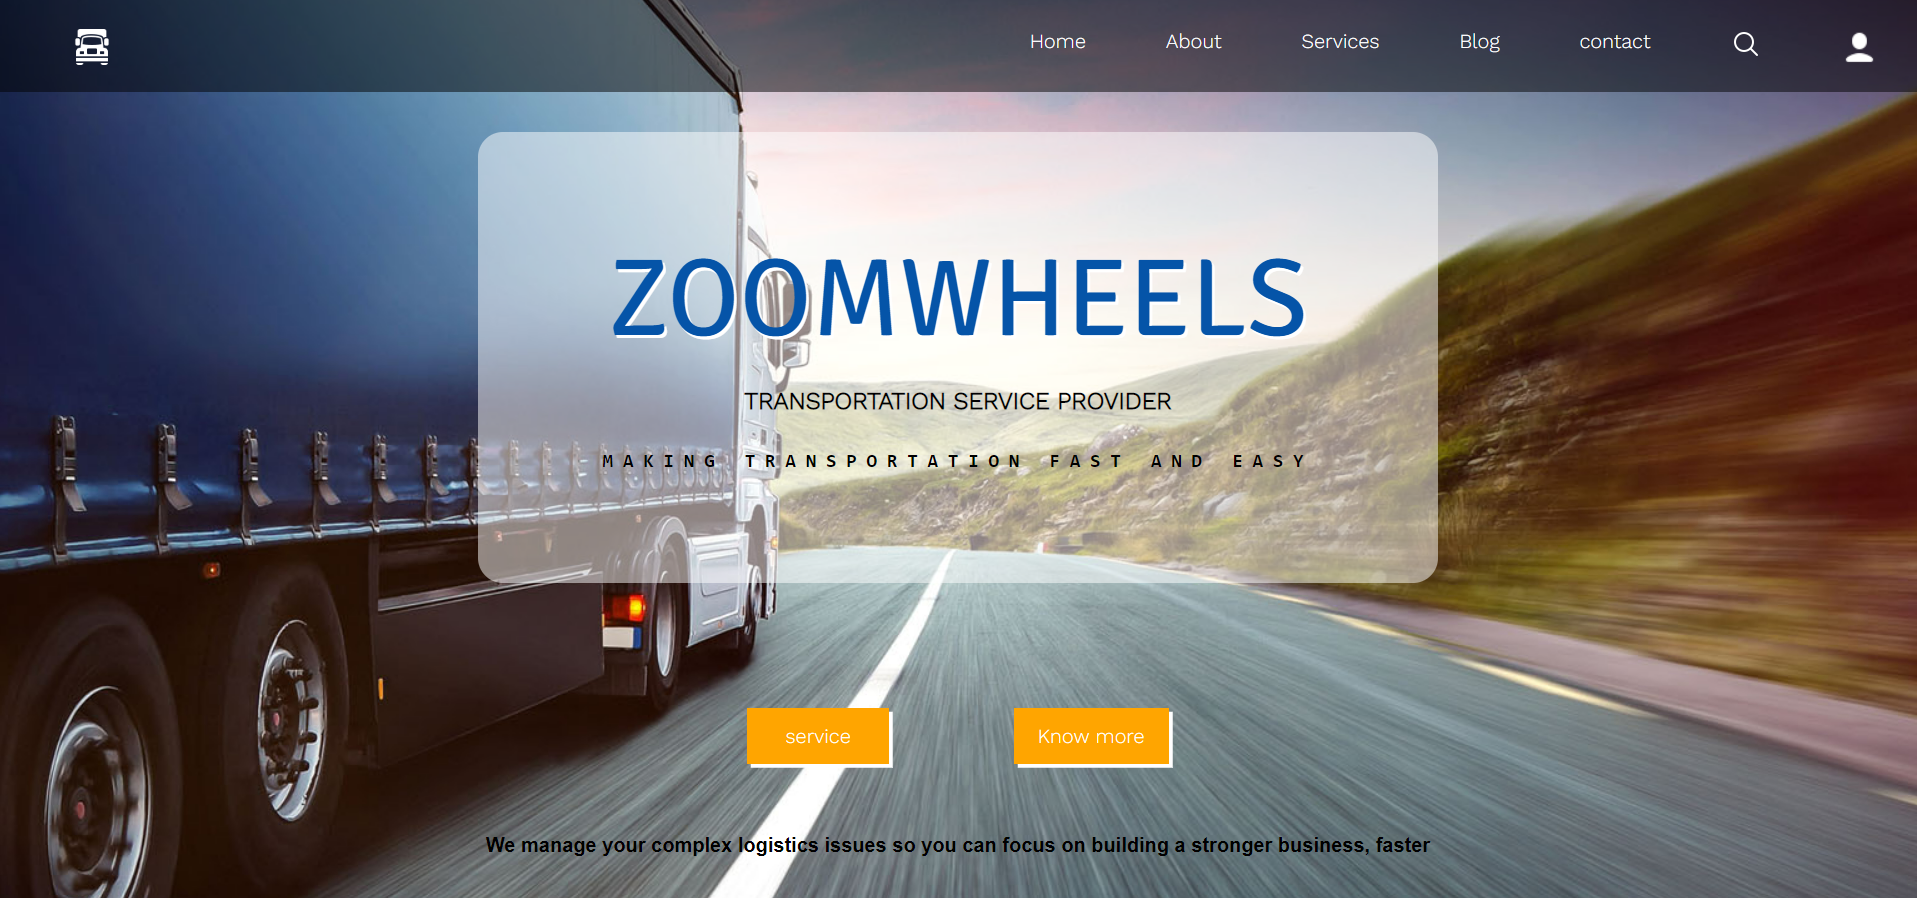 Home About Services Blog contact
ZOOMWHEELS
TRANSPORTATION SERVICE PROVIDER
MAKING TRANSPORTATION FAST AND EASY
service Know more
We manage your complex logistics issues so you can focus on building a stronger business, faster